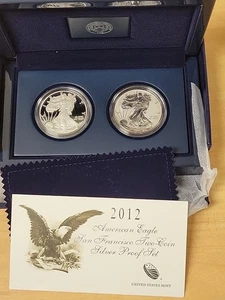 2012
American Eagle
San Francisco Two-Coin
Silver Proof Set
UNITED STATES MINT